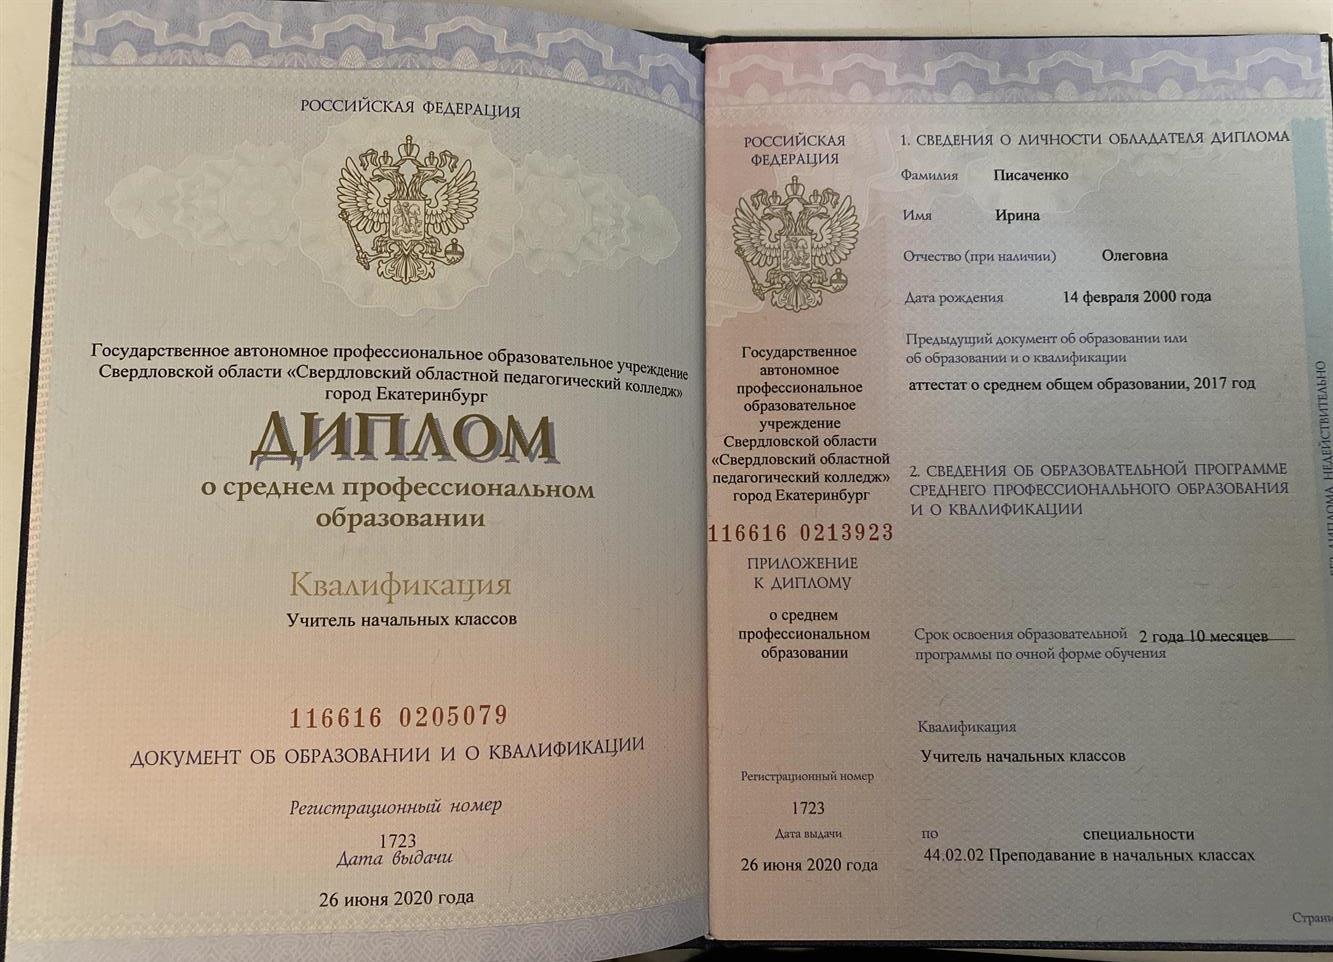 РОССИЙСКАЯ ФЕДЕРАЦИЯ
Государственное автономное профессиональное образовательное учреждение
Свердловской области «Свердловский областной педагогический колледж»
город Екатеринбург
ДИПЛОМ
о среднем профессиональном
образовании
Квалификация
Учитель начальных классов
116616 0205079
ДОКУМЕНТ ОБ ОБРАЗОВАНИИ И О КВАЛИФИКАЦИИ
Регистрационный номер
1723
Дата выдачи
26 июня 2020 года
РОССИЙСКАЯ
ФЕДЕРАЦИЯ
Государственное
автономное
профессиональное
образовательное
учреждение
Свердловской области
«Свердловский областной
педагогический колледж»
город Екатеринбург
116616 0213923
ПРИЛОЖЕНИЕ
К ДИПЛОМУ
о среднем
профессиональном
образовании
Регистрационный номер
1723
Дата выдачи
26 июня 2020 года
1. СВЕДЕНИЯ О ЛИЧНОСТИ ОБЛАДАТЕЛЯ ДИПЛОМА
Фамилия Писаченко
Имя Ирина
Отчество (при наличии) Олеговна
Дата рождения 14 февраля 2000 года
Предыдущий документ об образовании или
об образовании и о квалификации
аттестат о среднем общем образовании, 2017 год
2. СВЕДЕНИЯ ОБ ОБРАЗОВАТЕЛЬНОЙ ПРОГРАММЕ
СРЕДНЕГО ПРОФЕССИОНАЛЬНОГО ОБРАЗОВАНИЯ
И О КВАЛИФИКАЦИИ
Срок освоения образовательной 2 года 10 месяцев
программы по очной форме обучения
Квалификация
Учитель начальных классов
по специальности
44.02.02 Преподавание в начальных классах
ДИПЛОМА НЕДЕЙСТВИТЕЛЬНО